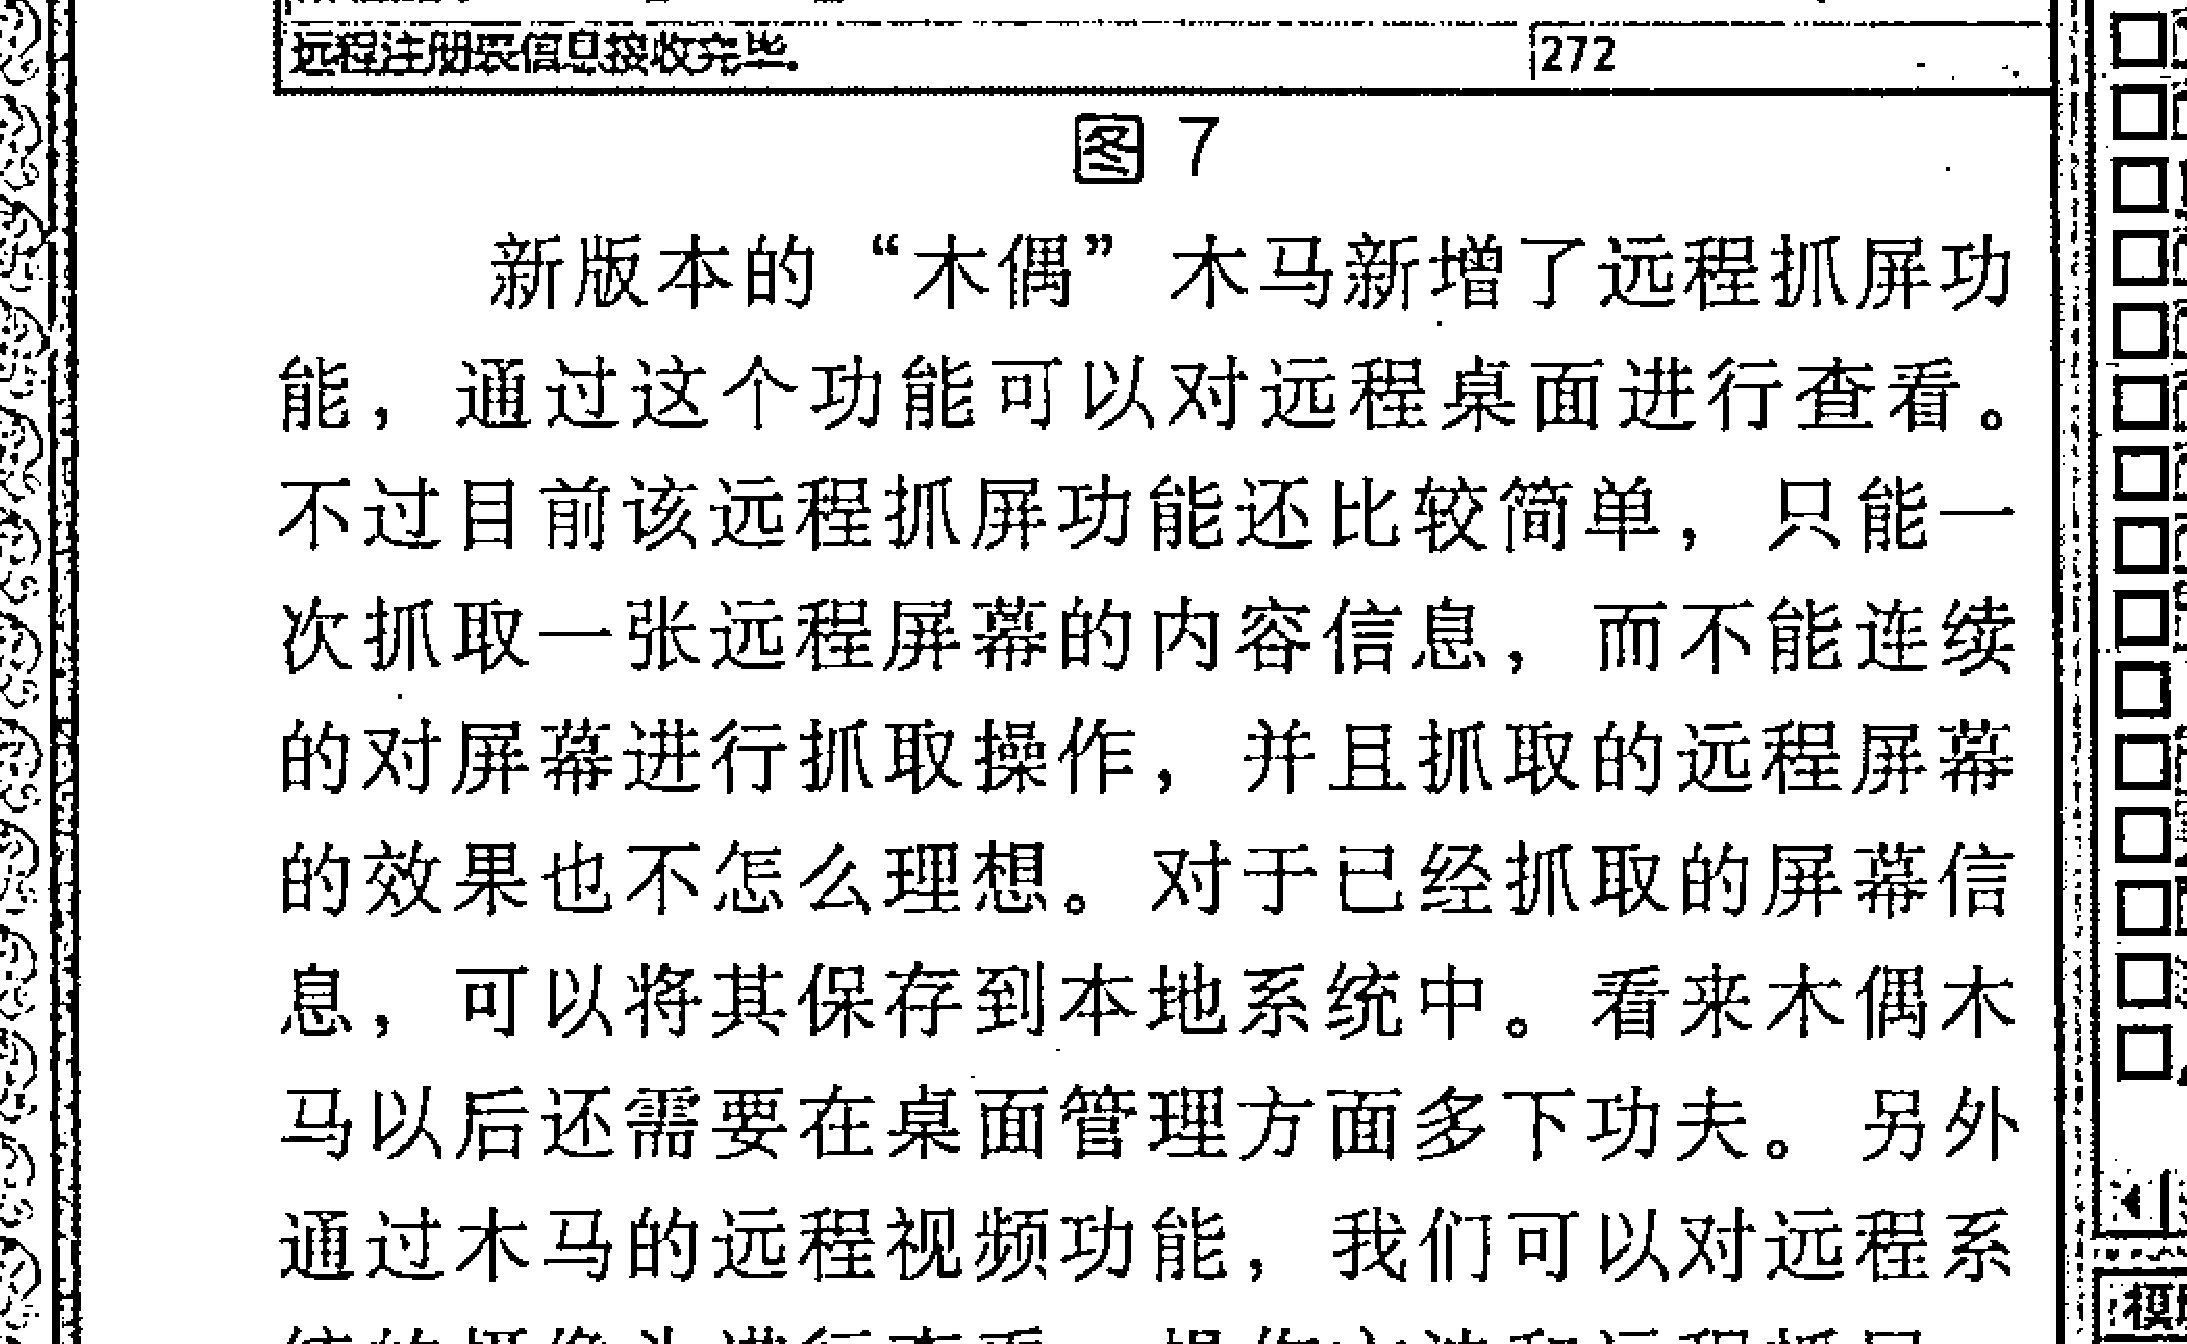 远程注册表信息接收完毕. 272
图 7
新版本的“木偶”木马新增了远程抓屏功
能，通过这个功能可以对远程桌面进行查看。
不过目前该远程抓屏功能还比较简单，只能一
次抓取一张远程屏幕的内容信息，而不能连续
的对屏幕进行抓取操作，并且抓取的远程屏幕
的效果也不怎么理想。对于已经抓取的屏幕信
息，可以将其保存到本地系统中。看来木偶木
马以后还需要在桌面管理方面多下功夫。另外
通过木马的远程视频功能，我们可以对远程系